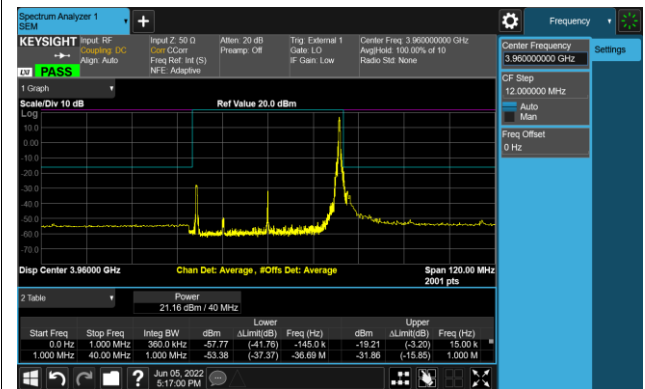 Spectrum Analyzer 1
SEM
+
Frequency
KEYSIGHT
Input: RF
Coupling: DC
Align: Auto
Input Z: 50 Ω
Corr CCorr
Freq Ref: Int (S)
NFE: Adaptive
Atten: 20 dB
Preamp: Off
Trig: External 1
Gate: LO
IF Gain: Low
Center Freq: 3.960000000 GHz
Avg|Hold: 100.00% of 10
Radio Std: None
LXI PASS
Center Frequency
3.960000000 GHz
Settings
CF Step
12.000000 MHz
Auto
Man
Freq Offset
0 Hz
1 Graph
Scale/Div 10 dB
Ref Value 20.0 dBm
Log
10.0
0.00
-10.0
-20.0
-30.0
-40.0
-50.0
-60.0
-70.0
Disp Center 3.96000 GHz
Chan Det: Average, #Offs Det: Average
Span 120.00 MHz
2001 pts
2 Table
Power
21.16 dBm / 40 MHz
Lower Upper
Start Freq Stop Freq Integ BW dBm ΔLimit(dB) Freq (Hz) dBm ΔLimit(dB) Freq (Hz)
0.0 Hz 1.000 MHz 360.0 kHz -57.77 (-41.76) -145.0 k -19.21 (-3.20) 15.00 k
1.000 MHz 40.00 MHz 1.000 MHz -53.38 (-37.37) -36.69 M -31.86 (-15.85) 1.000 M
?
Jun 05, 2022
5:17:00 PM